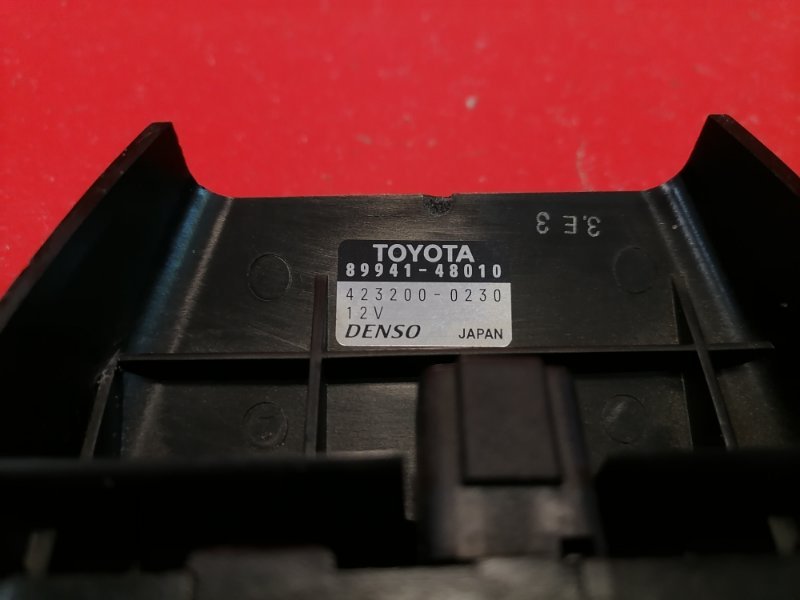 3.E 3
TOYOTA
89941-48010
423200-0230
12V
DENSO JAPAN